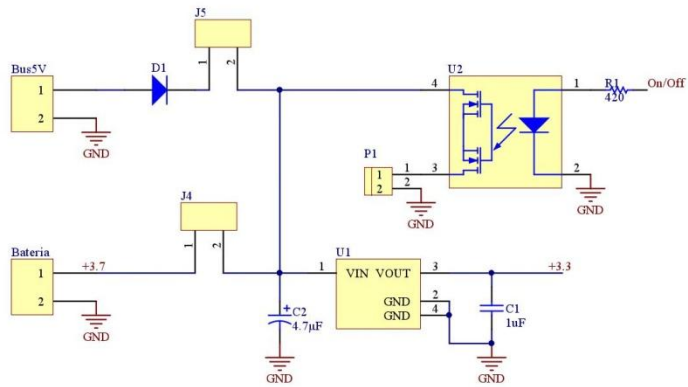 J5
Bus5V
D1
1
2
1
2
GND
U2
4
3
1
2
R1
420
On/Off
GND
P1
1
2
1
2
GND
J4
1
2
Bateria
1
2
+3.7
GND
U1
1
VIN VOUT
GND
GND
3
2
4
+3.3
C2
4.7µF
GND
C1
1uF
GND